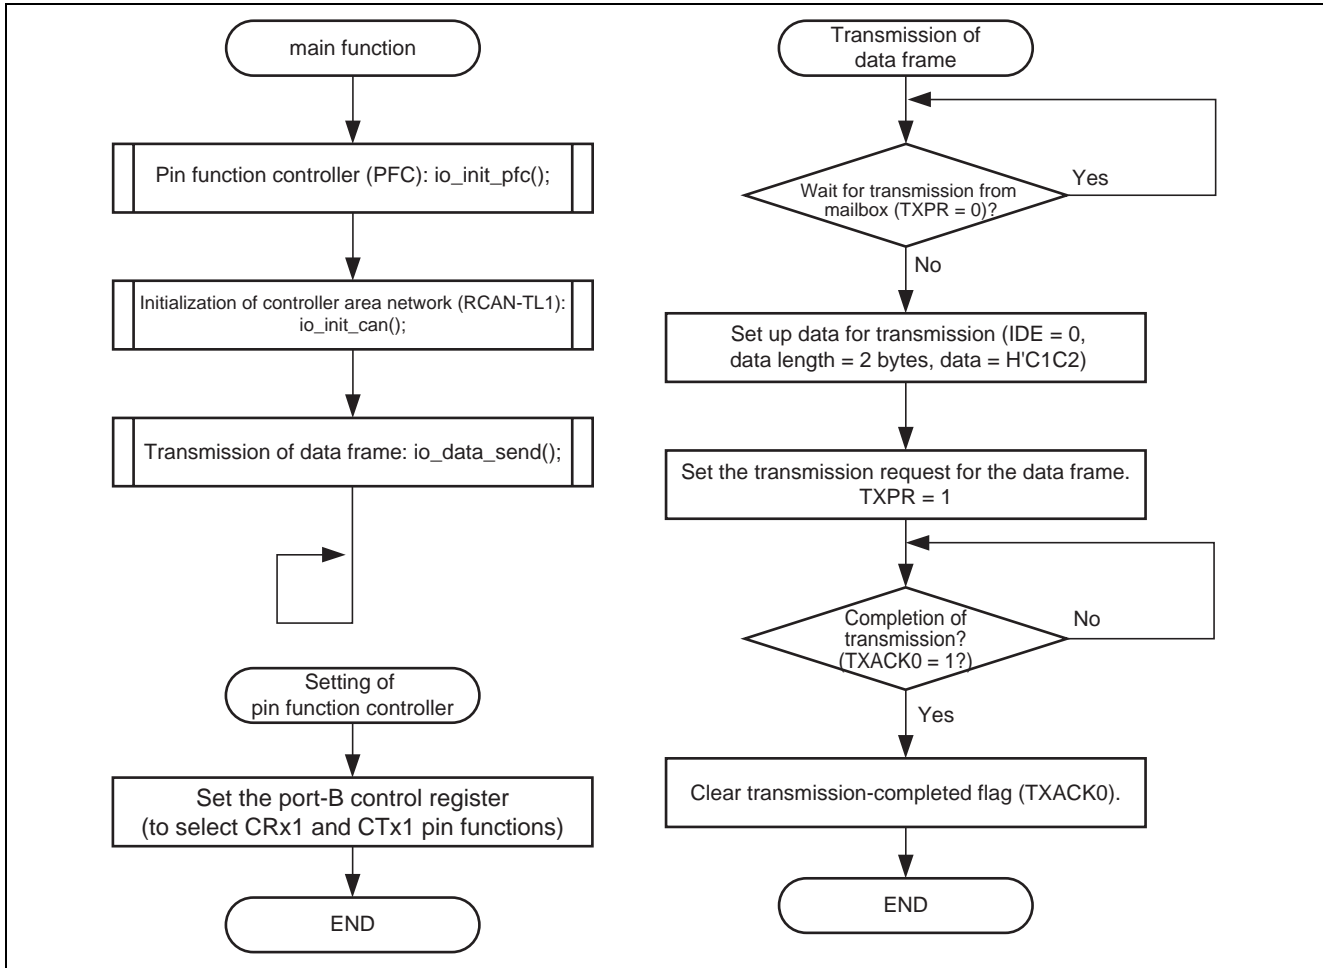 main function
Pin function controller (PFC): io_init_pfc();
Initialization of controller area network (RCAN-TL1):
io_init_can();
Transmission of data frame: io_data_send();
Setting of
pin function controller
Set the port-B control register
(to select CRx1 and CTx1 pin functions)
END
Transmission of
data frame
Wait for transmission from
mailbox (TXPR = 0)?
Yes
No
Set up data for transmission (IDE = 0,
data length = 2 bytes, data = H'C1C2)
Set the transmission request for the data frame.
TXPR = 1
Completion of
transmission?
(TXACK0 = 1?)
No
Yes
Clear transmission-completed flag (TXACK0).
END